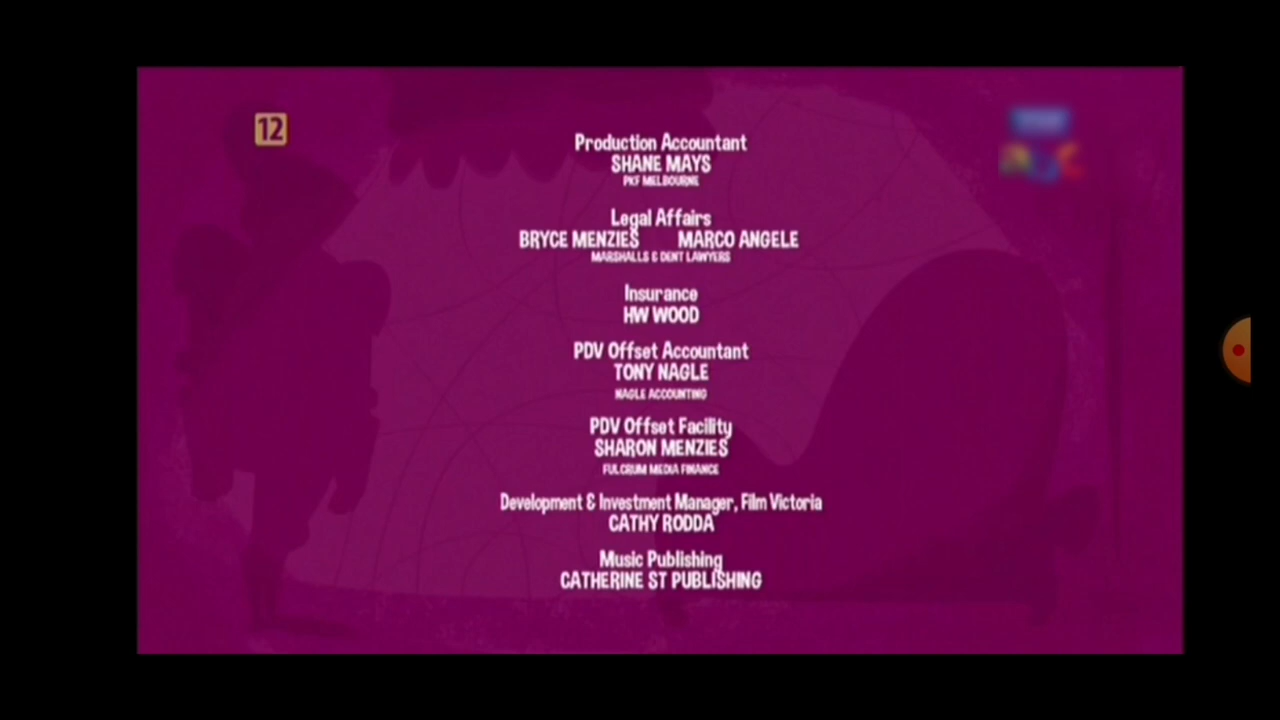 12
Production Accountant
SHANE MAYS
PKF MELBOURNE
Legal Affairs
BRYCE MENZIES MARCO ANGELE
MARSHALLS & DENT LAWYERS
Insurance
HW WOOD
PDV Offset Accountant
TONY NAGLE
NAGLE ACCOUNTING
PDV Offset Facility
SHARON MENZIES
FULCRUM MEDIA FINANCE
Development & Investment Manager, Film Victoria
CATHY RODDA
Music Publishing
CATHERINE ST PUBLISHING